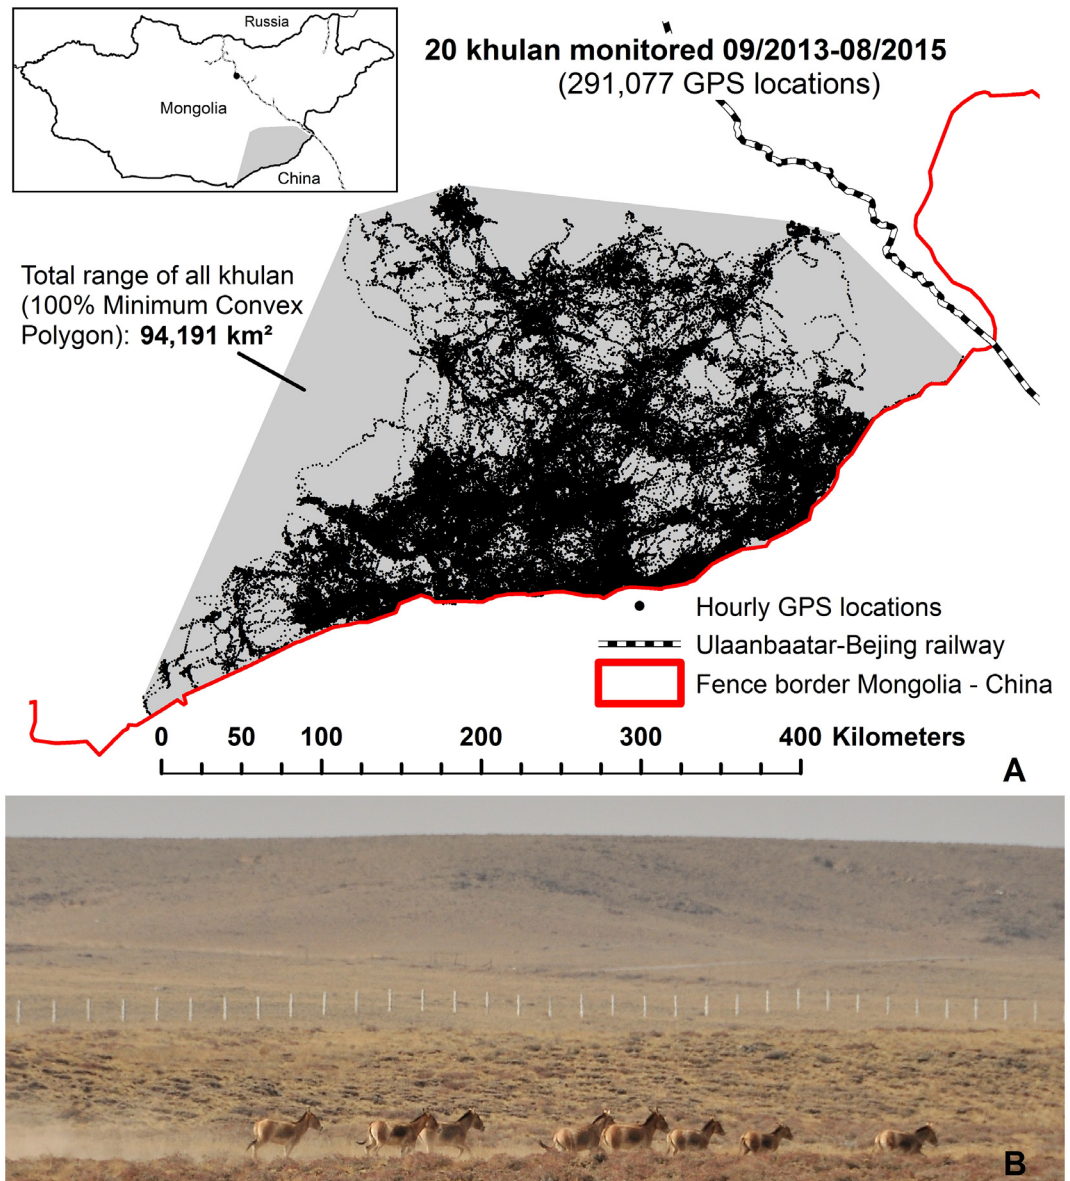 Russia
Mongolia
China
20 khulan monitored 09/2013-08/2015
(291,077 GPS locations)
Total range of all khulan
(100% Minimum Convex
Polygon): 94,191 km²
Hourly GPS locations
Ulaanbaatar-Bejing railway
Fence border Mongolia - China
0 50 100 200 300 400 Kilometers
A
B